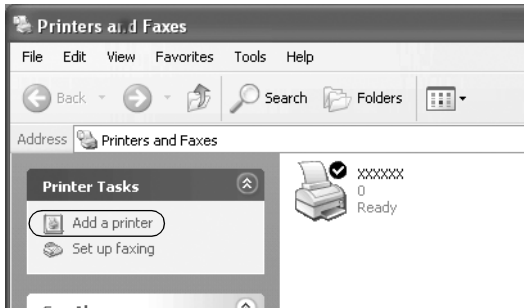 Printers and Faxes
File Edit View Favorites Tools Help
Back Search Folders
Address Printers and Faxes
Printer Tasks
Add a printer
Set up faxing
xxxxxx
0
Ready